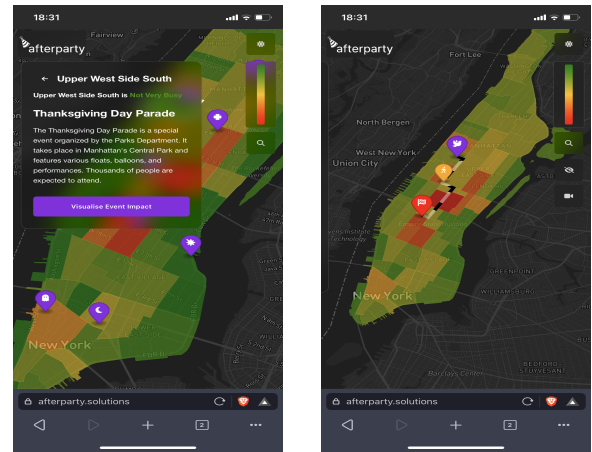 18:31
Fairview
afterparty
← Upper West Side South
Upper West Side South is Not Very Busy
Thanksgiving Day Parade
The Thanksgiving Day Parade is a special
event organized by the Parks Department. It
takes place in Manhattan's Central Park and
features various floats, balloons, and
performances. Thousands of people are
expected to attend.
Visualise Event Impact
New York
afterparty.solutions
2
18:31
afterparty
Fort Lee
North Bergen
West New York
Union City
Technology
GREENPOINT
WILLIAMSBURG
New York
BEDFORD-
STUYVESANT
Barclays Center
afterparty.solutions
2